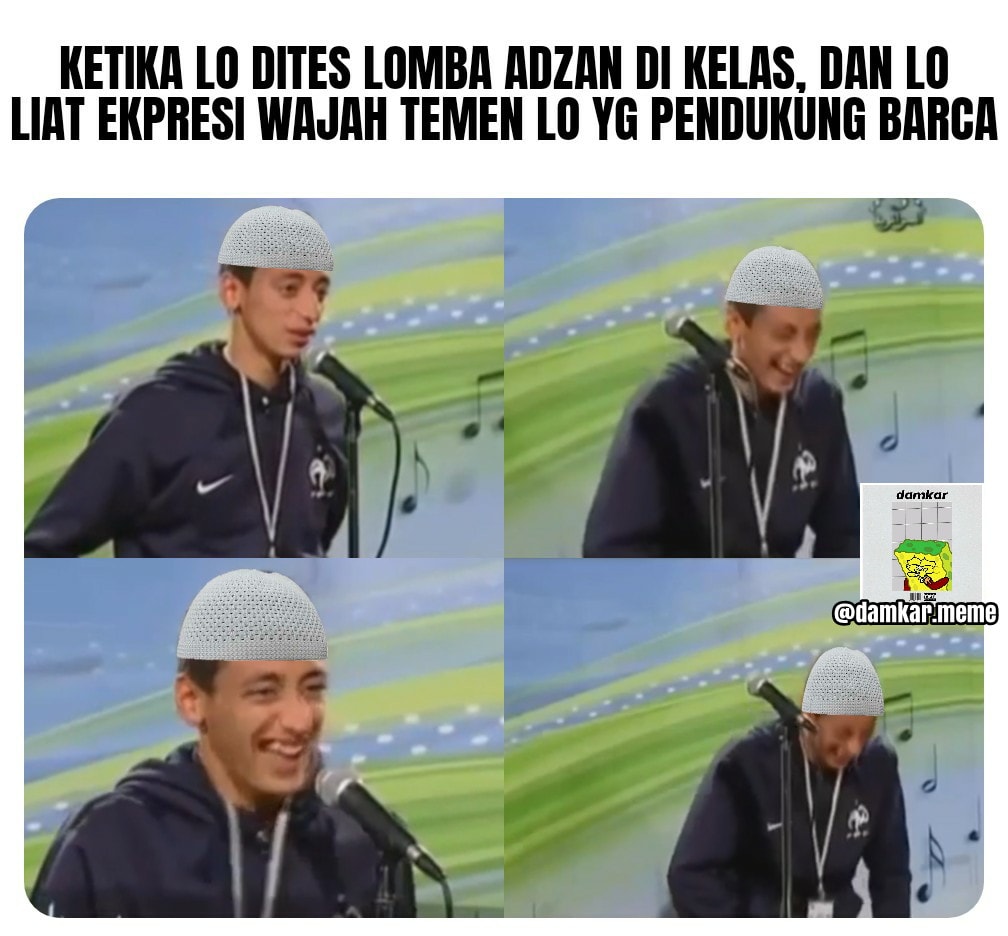 KETIKA LO DITES LOMBA ADZAN DI KELAS, DAN LO
LIAT EKPRESI WAJAH TEMEN LO YG PENDUKUNG BARCA
damkar
@damkar.meme